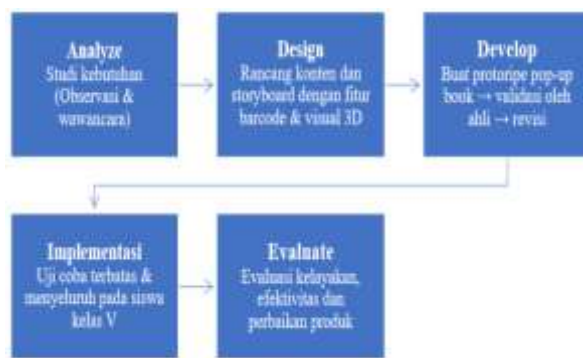 Analyze
Studi kebutuhan
(Observasi &
wawancara)
Design
Rancang konten dan
storyboard dengan fitur
barcode & visual 3D
Develop
Buat prototipe pop-up
book → validasi oleh
ahli → revisi
Implementasi
Uji coba terbatas &
menyeluruh pada siswa
kelas V
Evaluate
Evaluasi kelayakan,
efektivitas dan
perbaikan produk